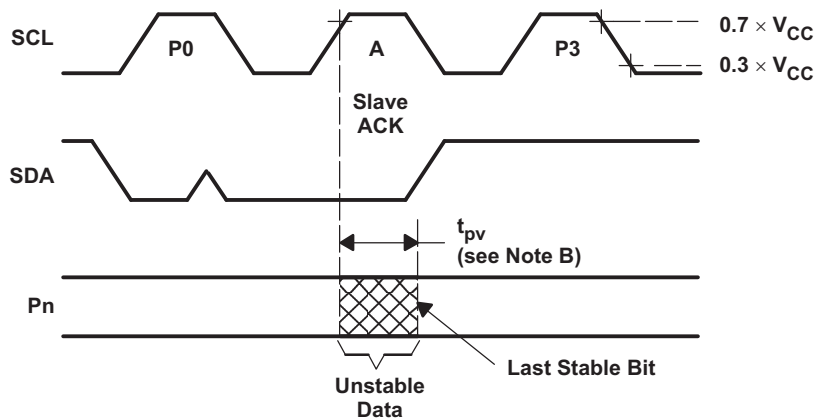 SCL
P0
A
P3
0.7 × VCC
0.3 × VCC
Slave
ACK
SDA
tpv
(see Note B)
Pn
Last Stable Bit
Unstable
Data